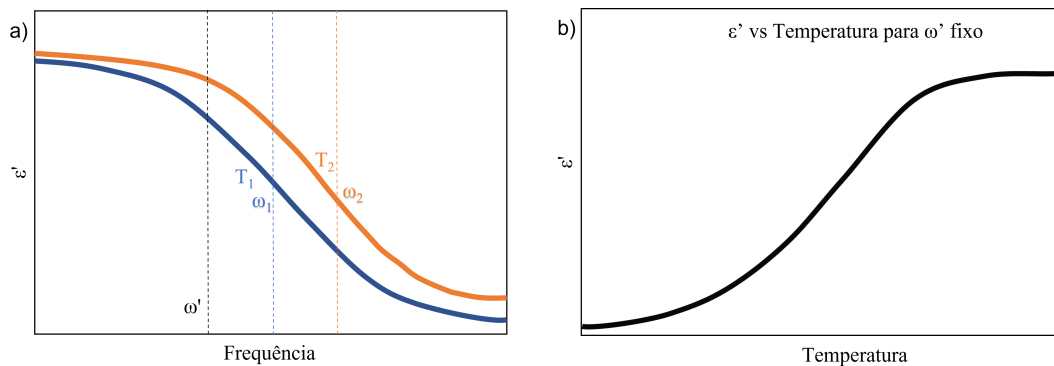 a)
ε'
T₁
ω₁
T₂
ω₂
ω'
Frequência
b)
ε’ vs Temperatura para ω’ fixo
ε'
Temperatura